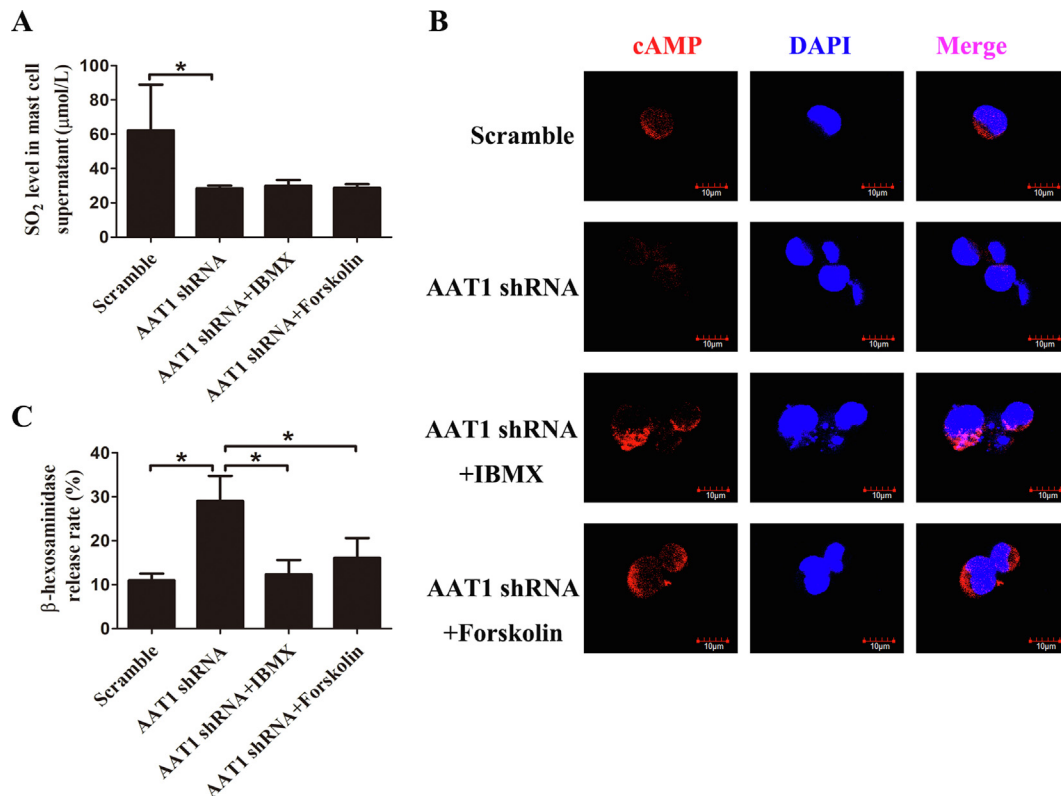 A
SO₂ level in mast cell
supernatant (μmol/L)
100
80
60
40
20
0
*
Scramble
AAT1 shRNA
AAT1 shRNA+IBMX
AAT1 shRNA+Forskolin
B
cAMP DAPI Merge
Scramble
10μm 10μm 10μm
AAT1 shRNA
10μm 10μm 10μm
AAT1 shRNA
+IBMX
10μm 10μm 10μm
AAT1 shRNA
+Forskolin
10μm 10μm 10μm
C
β-hexosaminidase
release rate (%)
40
30
20
10
0
*
* *
Scramble
AAT1 shRNA
AAT1 shRNA+IBMX
AAT1 shRNA+Forskolin